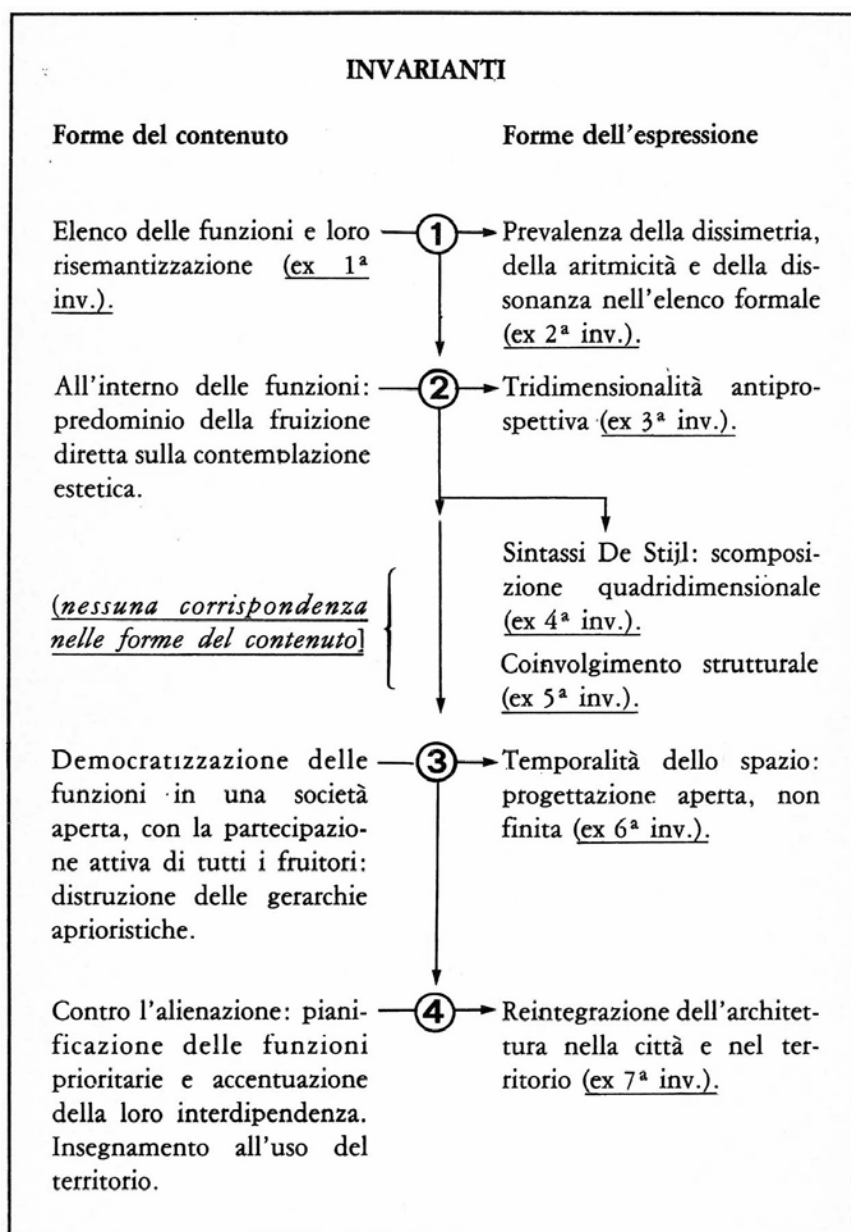 INVARIANTI
Forme del contenuto
Forme dell'espressione
Elenco delle funzioni e loro
risemantizzazione (ex 1ª
inv.).
1
Prevalenza della dissimetria,
della aritmicità e della dis-
sonanza nell'elenco formale
(ex 2ª inv.).
All'interno delle funzioni:
predominio della fruizione
diretta sulla contemplazione
estetica.
2
Tridimensionalità antipro-
spettiva (ex 3ª inv.).
(nessuna corrispondenza
nelle forme del contenuto]
Sintassi De Stijl: scomposi-
zione quadridimensionale
(ex 4ª inv.).
Coinvolgimento strutturale
(ex 5ª inv.).
Democratizzazione delle
funzioni in una società
aperta, con la partecipazio-
ne attiva di tutti i fruitori:
distruzione delle gerarchie
aprioristiche.
3
Temporalità dello spazio:
progettazione aperta, non
finita (ex 6ª inv.).
Contro l'alienazione: piani-
ficazione delle funzioni
prioritarie e accentuazione
della loro interdipendenza.
Insegnamento all'uso del
territorio.
4
Reintegrazione dell'architet-
tura nella città e nel ter-
ritorio (ex 7ª inv.).